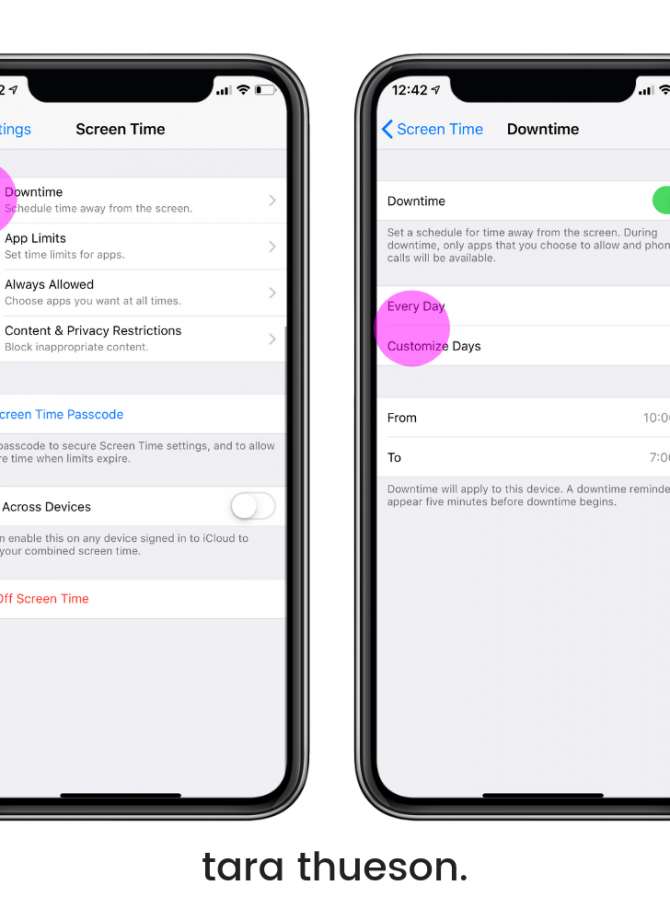 2
tings
Screen Time
Downtime
Schedule time away from the screen.
App Limits
Set time limits for apps.
Always Allowed
Choose apps you want at all times.
Content & Privacy Restrictions
Block inappropriate content.
creen Time Passcode
passcode to secure Screen Time settings, and to allow
re time when limits expire.
Across Devices
n enable this on any device signed in to iCloud to
your combined screen time.
Off Screen Time
12:42
Screen Time
Downtime
Downtime
Set a schedule for time away from the screen. During
downtime, only apps that you choose to allow and phon
calls will be available.
Every Day
Customize Days
From
10:0
To
7:0
Downtime will apply to this device. A downtime reminde
appear five minutes before downtime begins.
tara thueson.